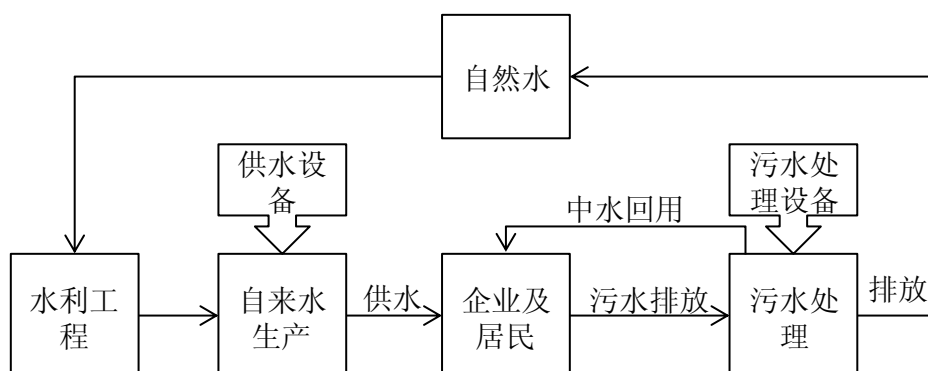 自然水
供水设
备
污水处
理设备
中水回用
水利工
程
自来水
生产
供水
企业及
居民
污水排放
污水处
理
排放